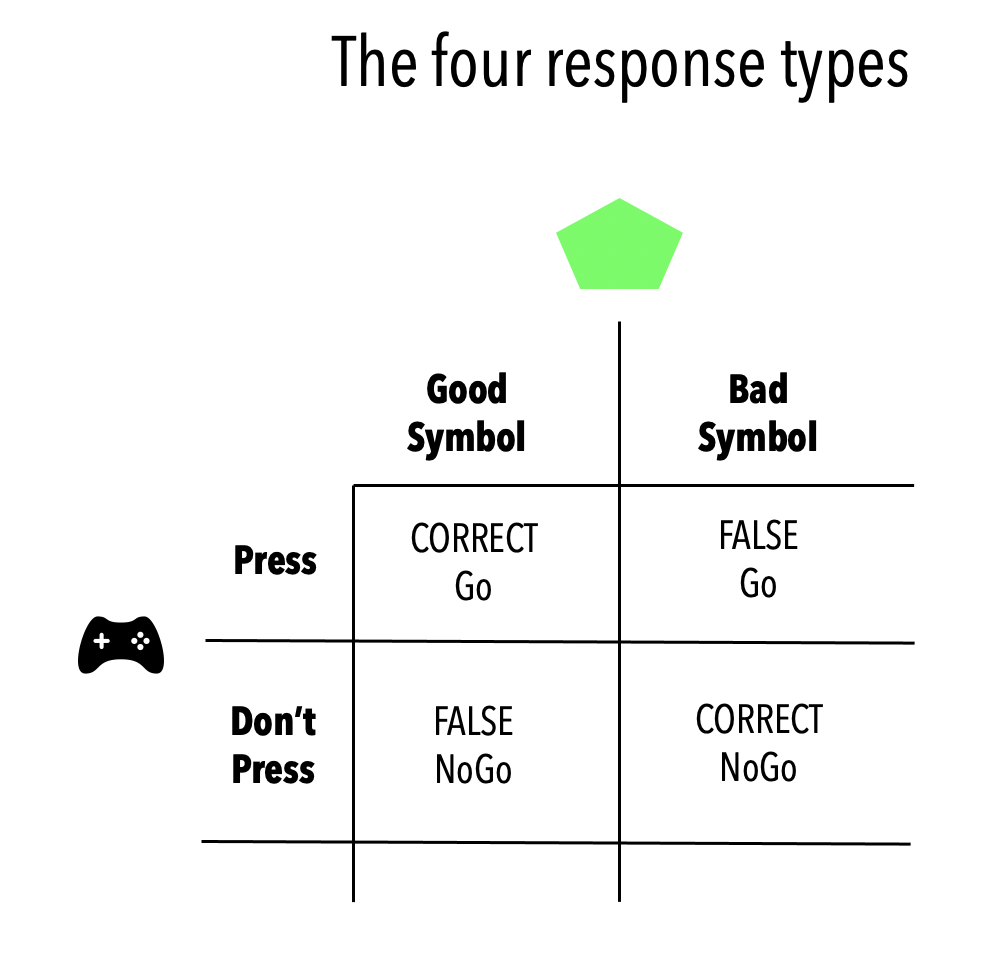 The four response types
Good
Symbol
Bad
Symbol
Press
CORRECT
Go
FALSE
Go
Don't
Press
FALSE
NoGo
CORRECT
NoGo